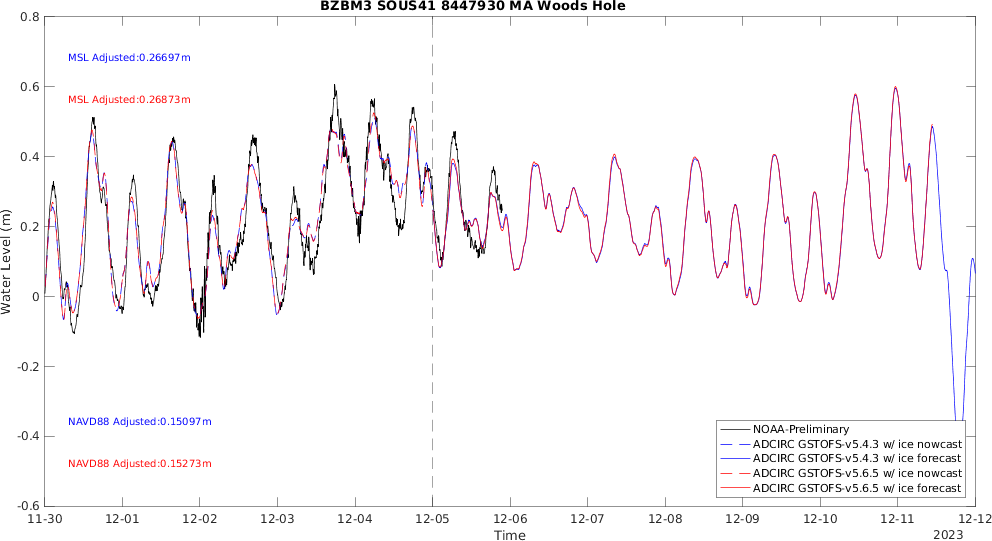 BZBM3 SOUS41 8447930 MA Woods Hole
0.8
0.6
0.4
0.2
0
-0.2
-0.4
-0.6
Water Level (m)
MSL Adjusted:0.26697m
MSL Adjusted:0.26873m
NAVD88 Adjusted:0.15097m
NAVD88 Adjusted:0.15273m
NOAA-Preliminary
ADCIRC GSTOFS-v5.4.3 w/ ice nowcast
ADCIRC GSTOFS-v5.4.3 w/ ice forecast
ADCIRC GSTOFS-v5.6.5 w/ ice nowcast
ADCIRC GSTOFS-v5.6.5 w/ ice forecast
11-30 12-01 12-02 12-03 12-04 12-05 12-06 12-07 12-08 12-09 12-10 12-11 12-12
Time
2023